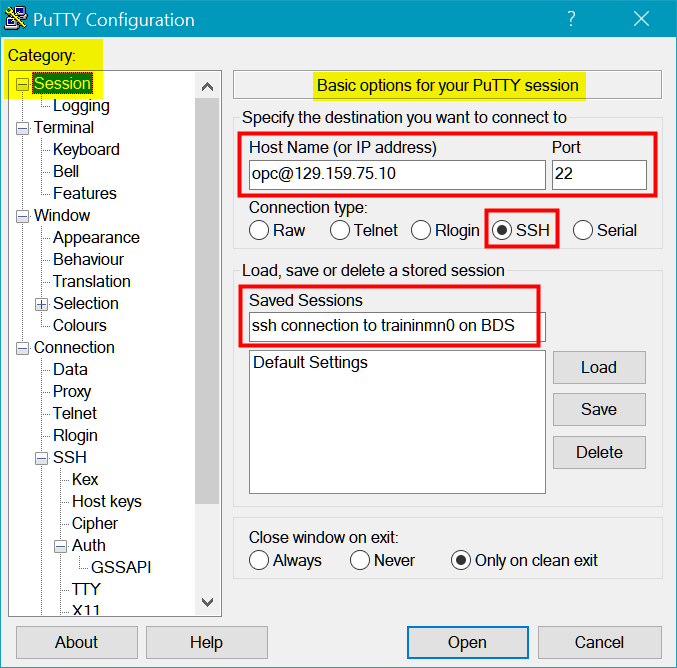 PuTTY Configuration
?
Category:
Session
Logging
Terminal
Keyboard
Bell
Features
Window
Appearance
Behaviour
Translation
Selection
Colours
Connection
Data
Proxy
Telnet
Rlogin
SSH
Kex
Host keys
Cipher
Auth
GSSAPI
TTY
X11
Basic options for your PuTTY session
Specify the destination you want to connect to
Host Name (or IP address) Port
opc@129.159.75.10 22
Connection type:
Raw Telnet Rlogin SSH Serial
Load, save or delete a stored session
Saved Sessions
ssh connection to traininmn0 on BDS
Default Settings
Load
Save
Delete
Close window on exit:
Always Never Only on clean exit
About Help Open Cancel